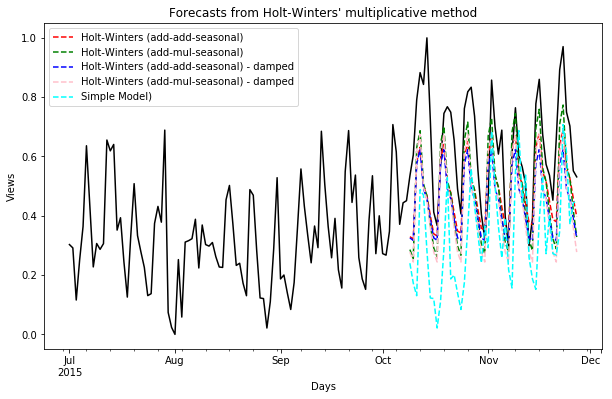 Forecasts from Holt-Winters' multiplicative method
Holt-Winters (add-add-seasonal)
Holt-Winters (add-mul-seasonal)
Holt-Winters (add-add-seasonal) - damped
Holt-Winters (add-mul-seasonal) - damped
Simple Model)
1.0
0.8
0.6
0.4
0.2
0.0
Views
Jul
2015
Aug
Sep
Oct
Nov
Dec
Days